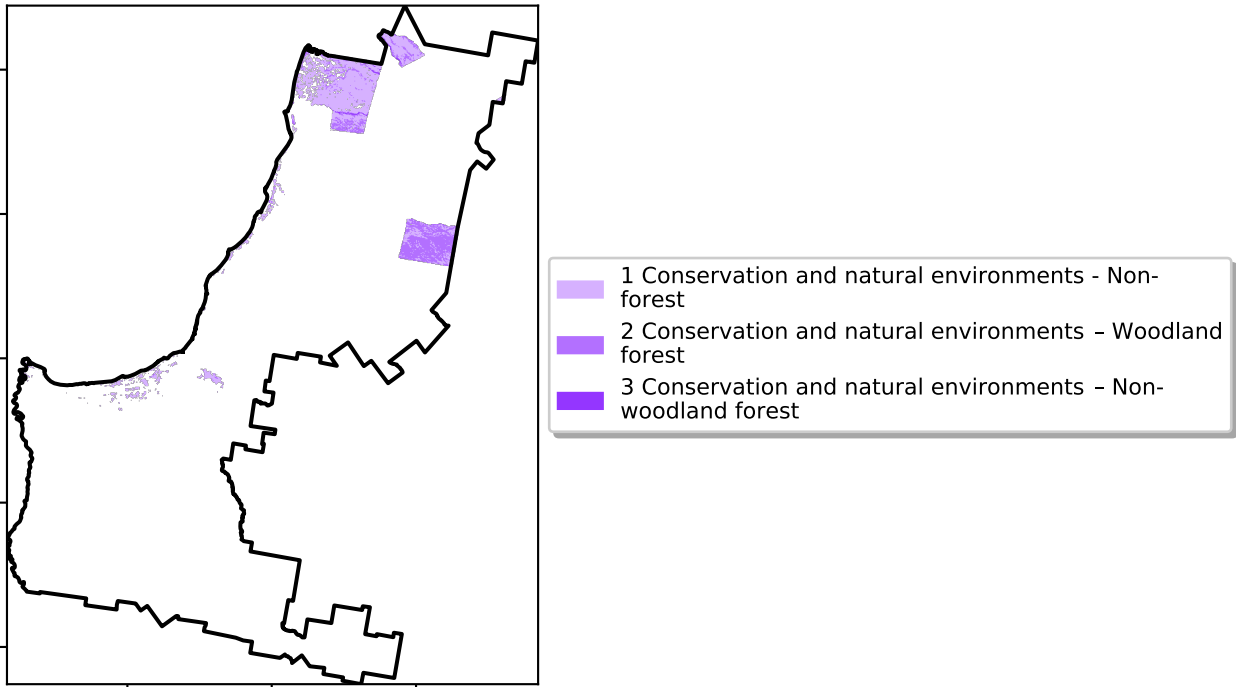 1 Conservation and natural environments - Non-
forest
2 Conservation and natural environments – Woodland
forest
3 Conservation and natural environments – Non-
woodland forest